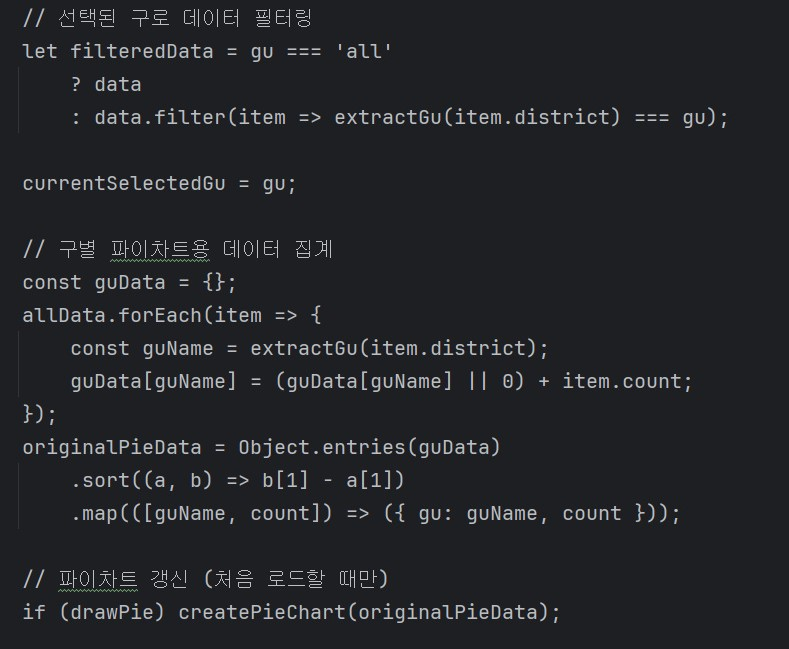 // 선택된 구로 데이터 필터링
let filteredData = gu === 'all'
    ? data
    : data.filter(item => extractGu(item.district) === gu);

currentSelectedGu = gu;

// 구별 파이차트용 데이터 집계
const guData = {};
allData.forEach(item => {
    const guName = extractGu(item.district);
    guData[guName] = (guData[guName] || 0) + item.count;
});
originalPieData = Object.entries(guData)
    .sort((a, b) => b[1] - a[1])
    .map(([guName, count]) => ({ gu: guName, count }));

// 파이차트 갱신 (처음 로드할 때만)
if (drawPie) createPieChart(originalPieData);